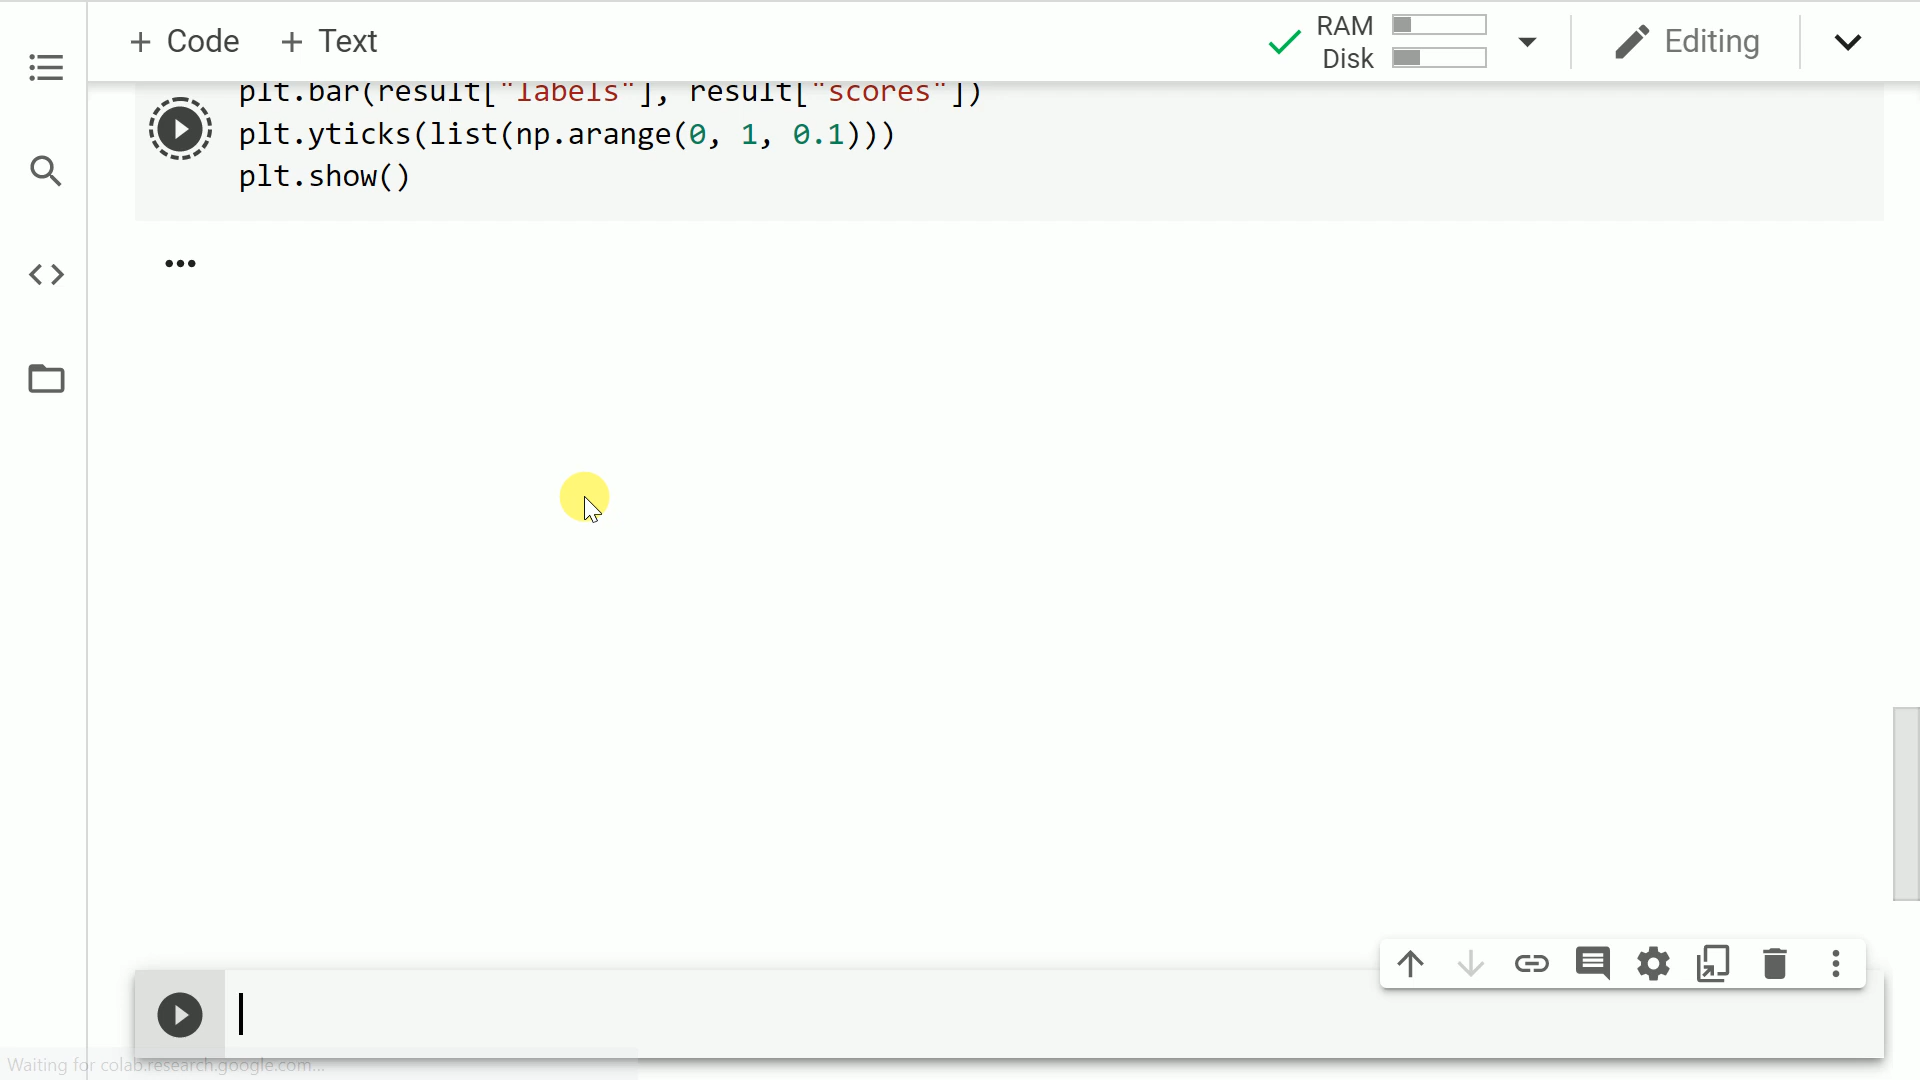 + Code + Text
RAM
Disk
Editing
plt.bar(result["labels"], result["scores"])
plt.yticks(list(np.arange(0, 1, 0.1)))
plt.show()
Waiting for colab.research.google.com...